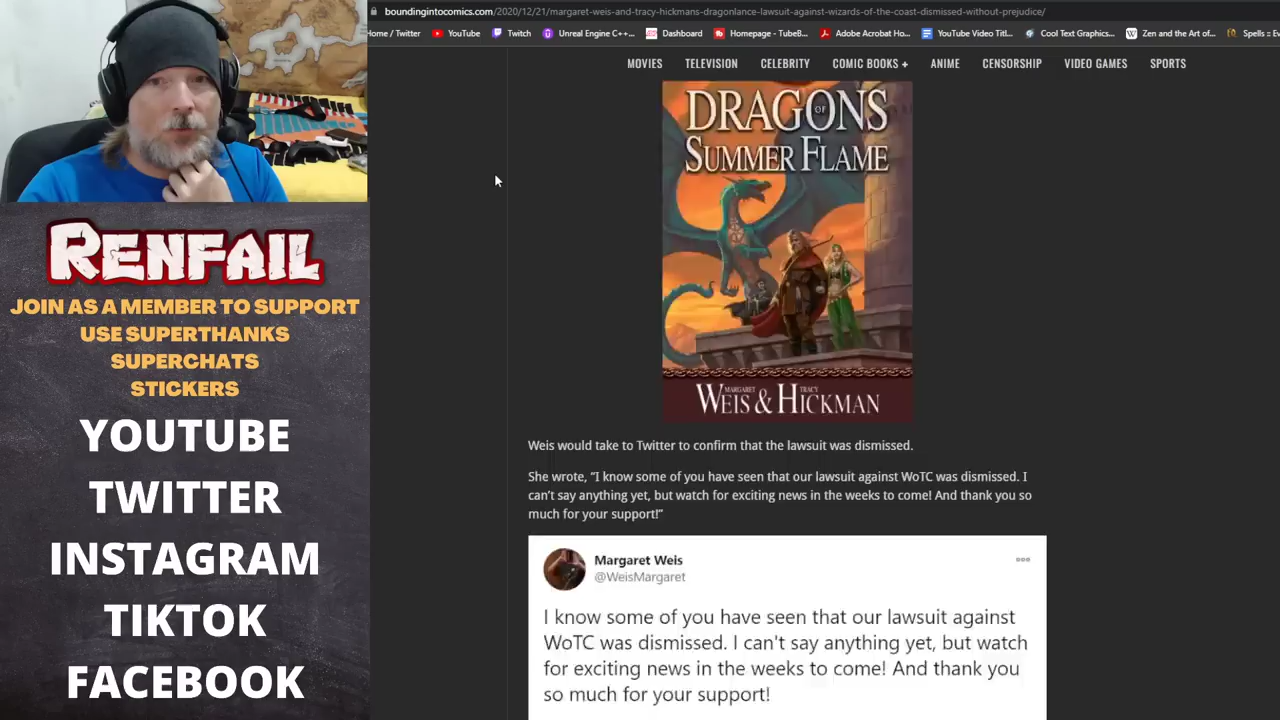 boundingintocomics.com/2020/12/21/margaret-weis-and-tracy-hickmans-dragonlance-lawsuit-against-wizards-of-the-coast-dismissed-without-prejudice/
Home / Twitter YouTube Twitch Unreal Engine C++... Dashboard Homepage - TubeB... Adobe Acrobat Ho... YouTube Video Titl... Cool Text Graphics... Zen and the Art of... Spells :: Ev
MOVIES TELEVISION CELEBRITY COMIC BOOKS + ANIME CENSORSHIP VIDEO GAMES SPORTS
DRAGONS
OF
SUMMER FLAME
MARGARET TRACY
WEIS & HICKMAN
RENFAIL
JOIN AS A MEMBER TO SUPPORT
USE SUPERTHANKS
SUPERCHATS
STICKERS
YOUTUBE
TWITTER
INSTAGRAM
TIKTOK
FACEBOOK
Weis would take to Twitter to confirm that the lawsuit was dismissed.
She wrote, “I know some of you have seen that our lawsuit against WoTC was dismissed. I
can’t say anything yet, but watch for exciting news in the weeks to come! And thank you so
much for your support!”
Margaret Weis
@WeisMargaret
I know some of you have seen that our lawsuit against
WoTC was dismissed. I can't say anything yet, but watch
for exciting news in the weeks to come! And thank you
so much for your support!